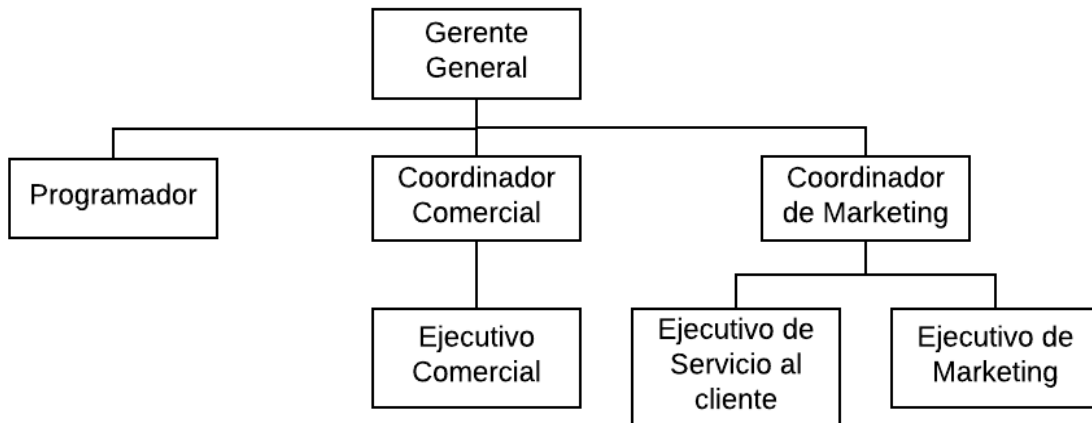 Gerente
General
Programador
Coordinador
Comercial
Coordinador
de Marketing
Ejecutivo
Comercial
Ejecutivo de
Servicio al
cliente
Ejecutivo de
Marketing